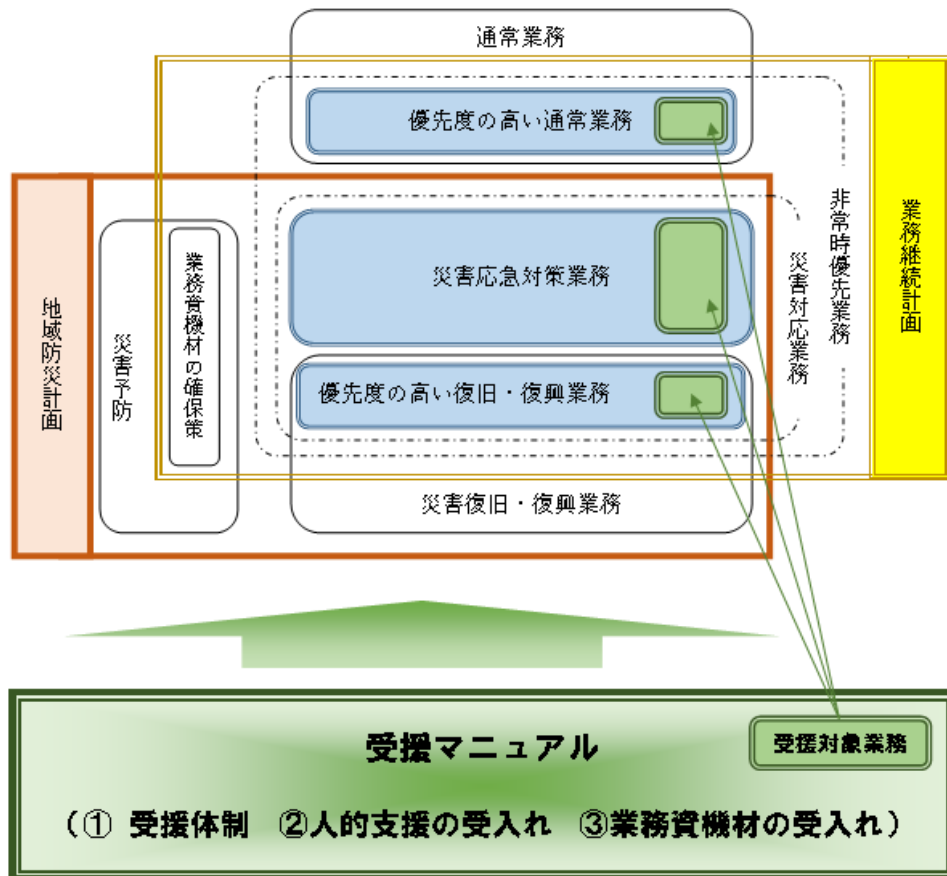 通常業務
優先度の高い通常業務
非常時優先業務
業務継続計画
地域防災計画
災害予防
業務資機材の確保策
災害応急対策業務
災害対応業務
優先度の高い復旧・復興業務
災害復旧・復興業務
受援マニュアル
受援対象業務
（① 受援体制　②人的支援の受入れ　③業務資機材の受入れ）